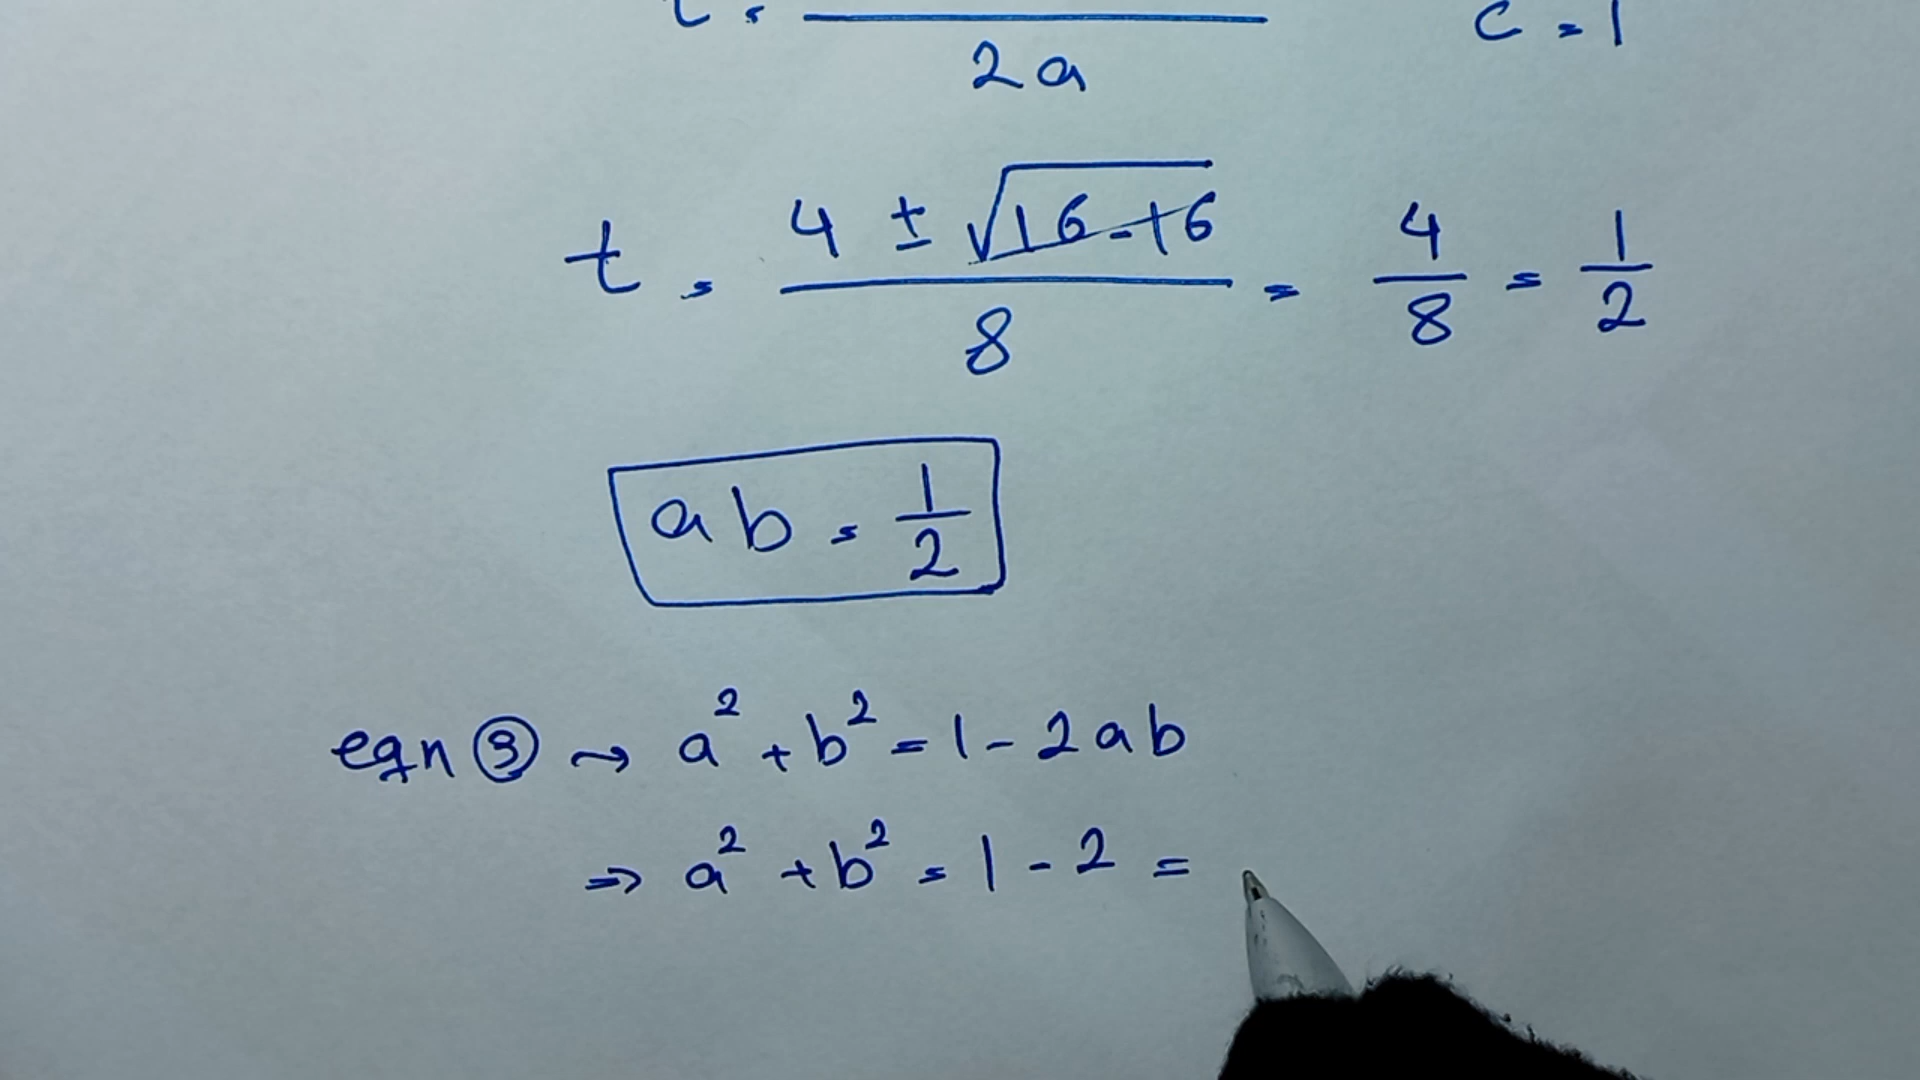 2a
c = 1
t = 4 ± √16-16 / 8 = 4/8 = 1/2
ab = 1/2
eqn ③ → a² + b² = 1 - 2ab
⇒ a² + b² = 1 - 2 =